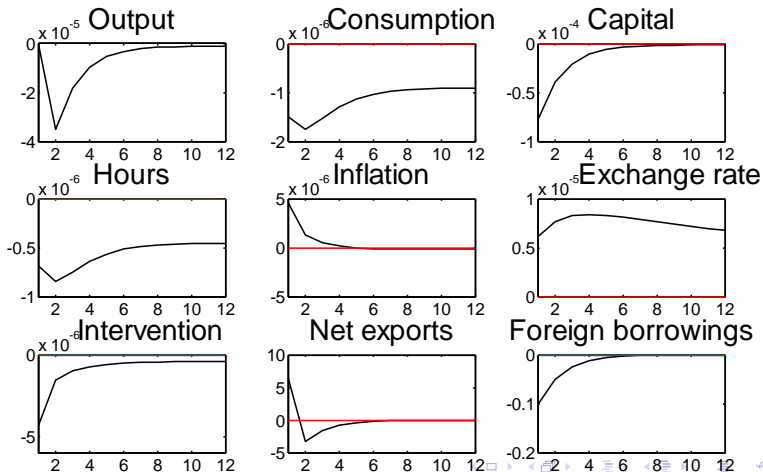 Output Consumption Capital
x 10-5 x 10-6 x 10-4
0 0 0
-2 -1 -0.5
-4 -2 -1
2 4 6 8 10 12 2 4 6 8 10 12 2 4 6 8 10 12
Hours Inflation Exchange rate
x 10-6 x 10-6 x 10-5
0 5 1
-0.5 0 0.5
-1 -5 0
2 4 6 8 10 12 2 4 6 8 10 12 2 4 6 8 10 12
Intervention Net exports Foreign borrowings
x 10-6
0 10 0
5
-5 0 -0.1
-5 -0.2
2 4 6 8 10 12 2 4 6 8 10 12 2 4 6 8 10 12